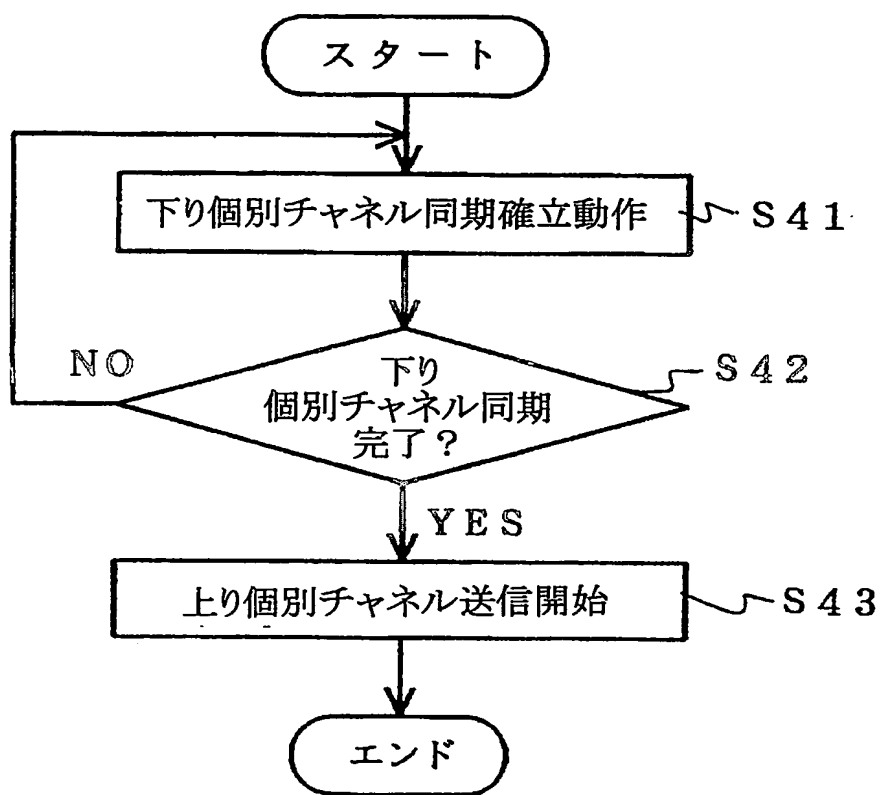 スタート
下り個別チャネル同期確立動作
S41
下り
個別チャネル同期
完了?
S42
NO
YES
上り個別チャネル送信開始
S43
エンド